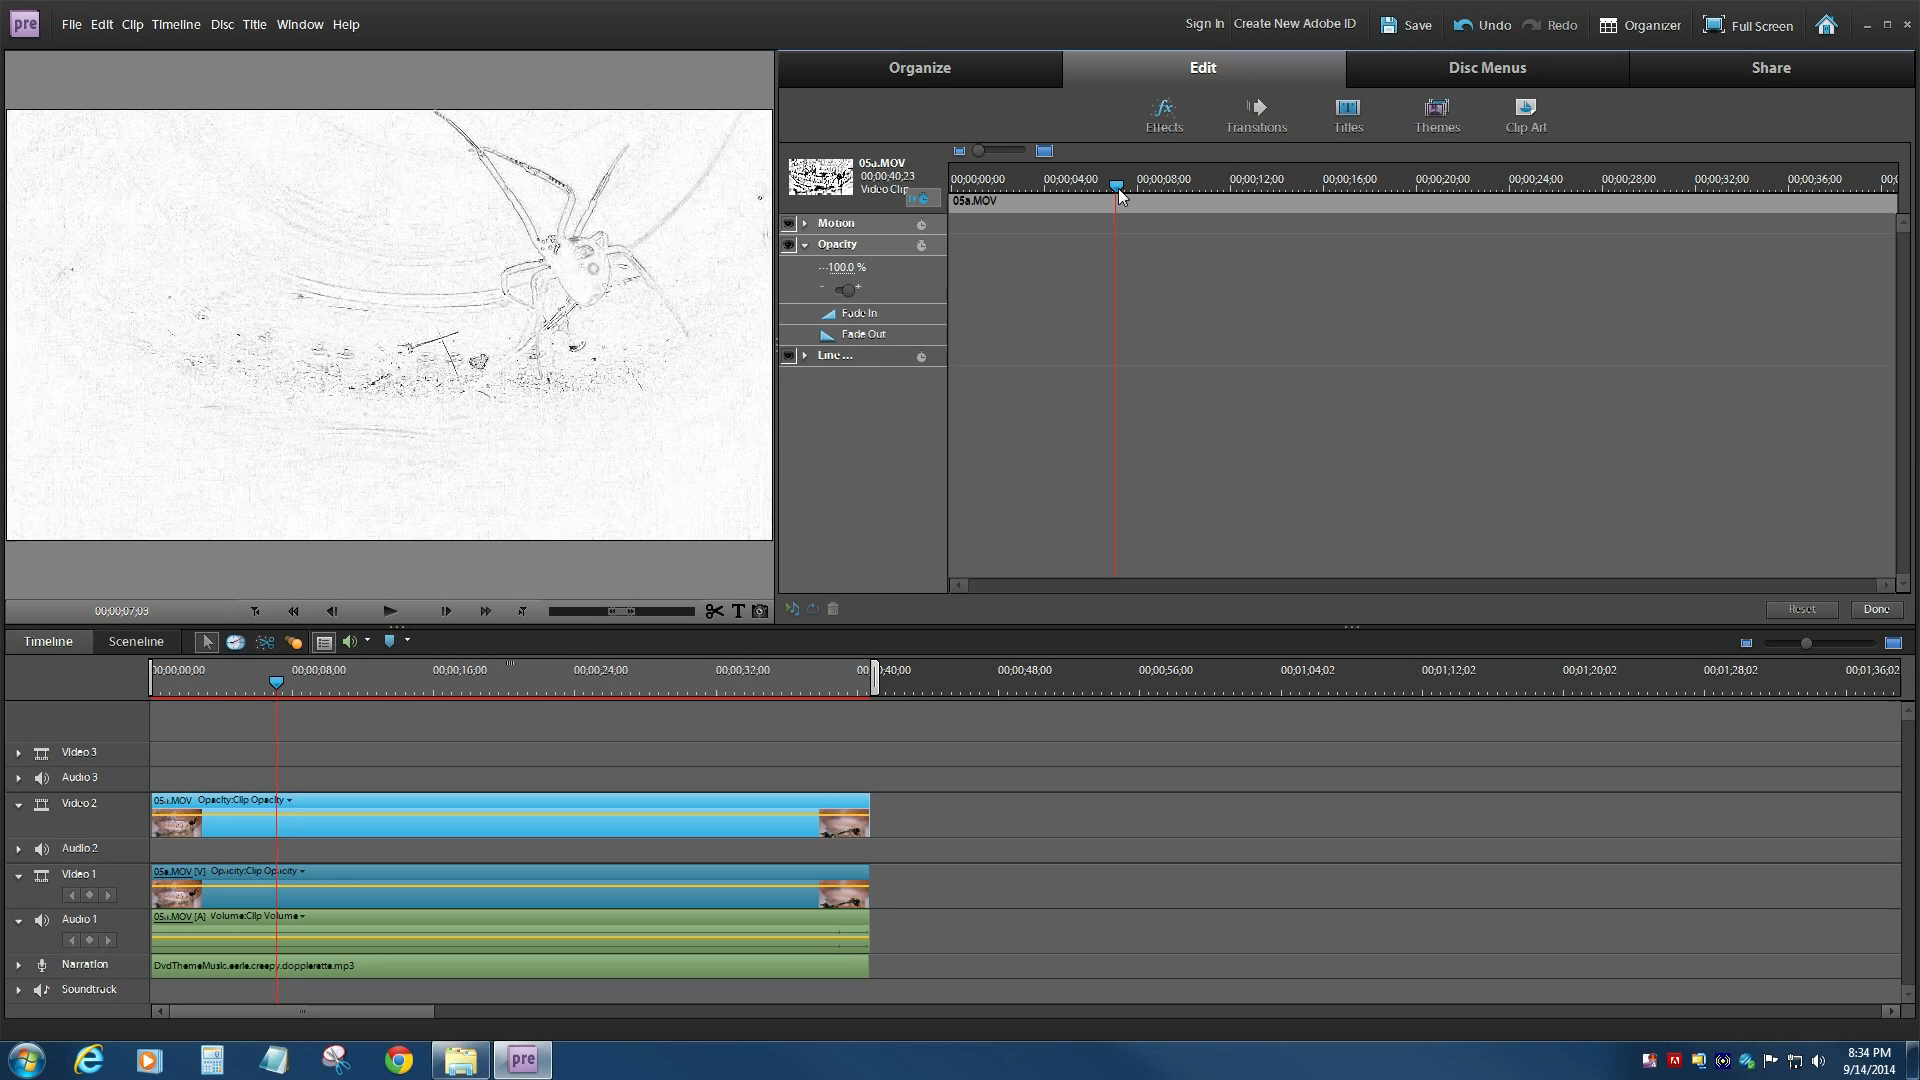 pre File Edit Clip Timeline Disc Title Window Help Sign In Create New Adobe ID Save Undo Redo Organizer Full Screen
Organize Edit Disc Menus Share
Effects Transitions Titles Themes Clip Art
05a.MOV
00;00;40;23
Video Clip
00;00;00;00 00;00;04;00 00;00;08;00 00;00;12;00 00;00;16;00 00;00;20;00 00;00;24;00 00;00;28;00 00;00;32;00 00;00;36;00
05a.MOV
Motion
Opacity
100.0 %
- +
Fade In
Fade Out
Line ...
00;00;07;03
T
Reset Done
Timeline Sceneline
00;00;00;00 00;00;08;00 00;00;16;00 00;00;24;00 00;00;32;00 00;00;40;00 00;00;48;00 00;00;56;00 00;01;04;02 00;01;12;02 00;01;20;02 00;01;28;02 00;01;36;02
Video 3
Audio 3
Video 2 05a.MOV Opacity:Clip Opacity
Audio 2
Video 1 05a.MOV [V] Opacity:Clip Opacity
Audio 1 05a.MOV [A] Volume:Clip Volume
Narration DvdThemeMusic.eerie.creepy.dopplerette.mp3
Soundtrack
pre
8:34 PM
9/14/2014